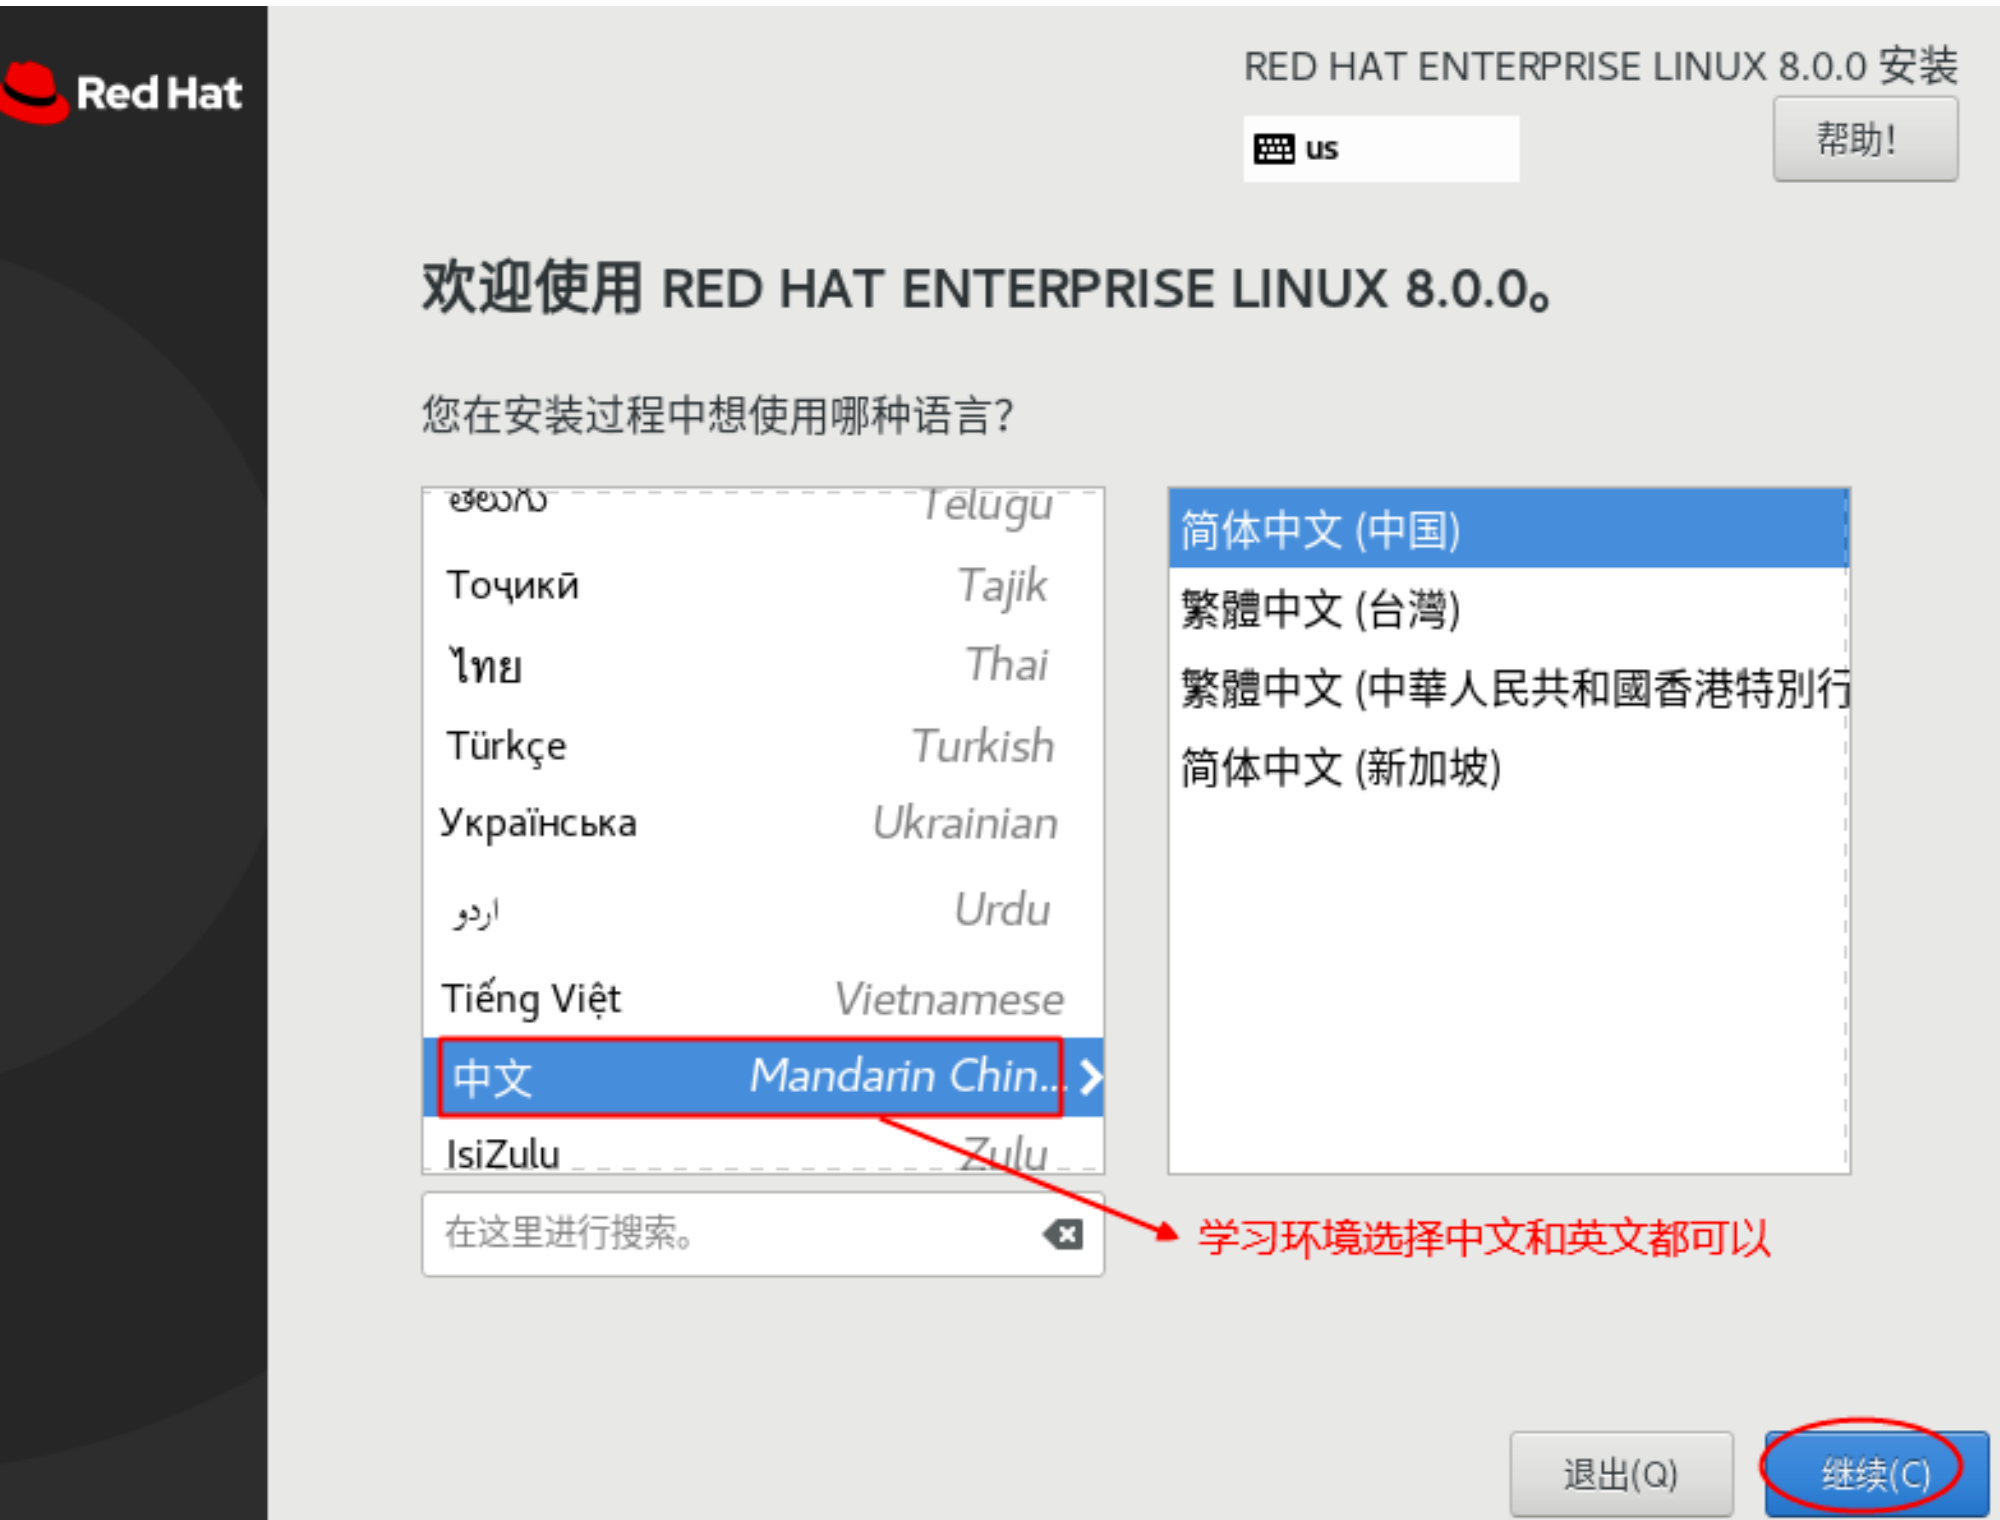 Red Hat
RED HAT ENTERPRISE LINUX 8.0.0 安装
us
帮助!
欢迎使用 RED HAT ENTERPRISE LINUX 8.0.0。
您在安装过程中想使用哪种语言?
తెలుగు Telugu
Тоҷикӣ Tajik
ไทย Thai
Türkçe Turkish
Українська Ukrainian
اردو Urdu
Tiếng Việt Vietnamese
中文 Mandarin Chin...
IsiZulu Zulu
简体中文 (中国)
繁體中文 (台灣)
繁體中文 (中華人民共和國香港特別行
简体中文 (新加坡)
在这里进行搜索。
学习环境选择中文和英文都可以
退出(Q)
继续(C)